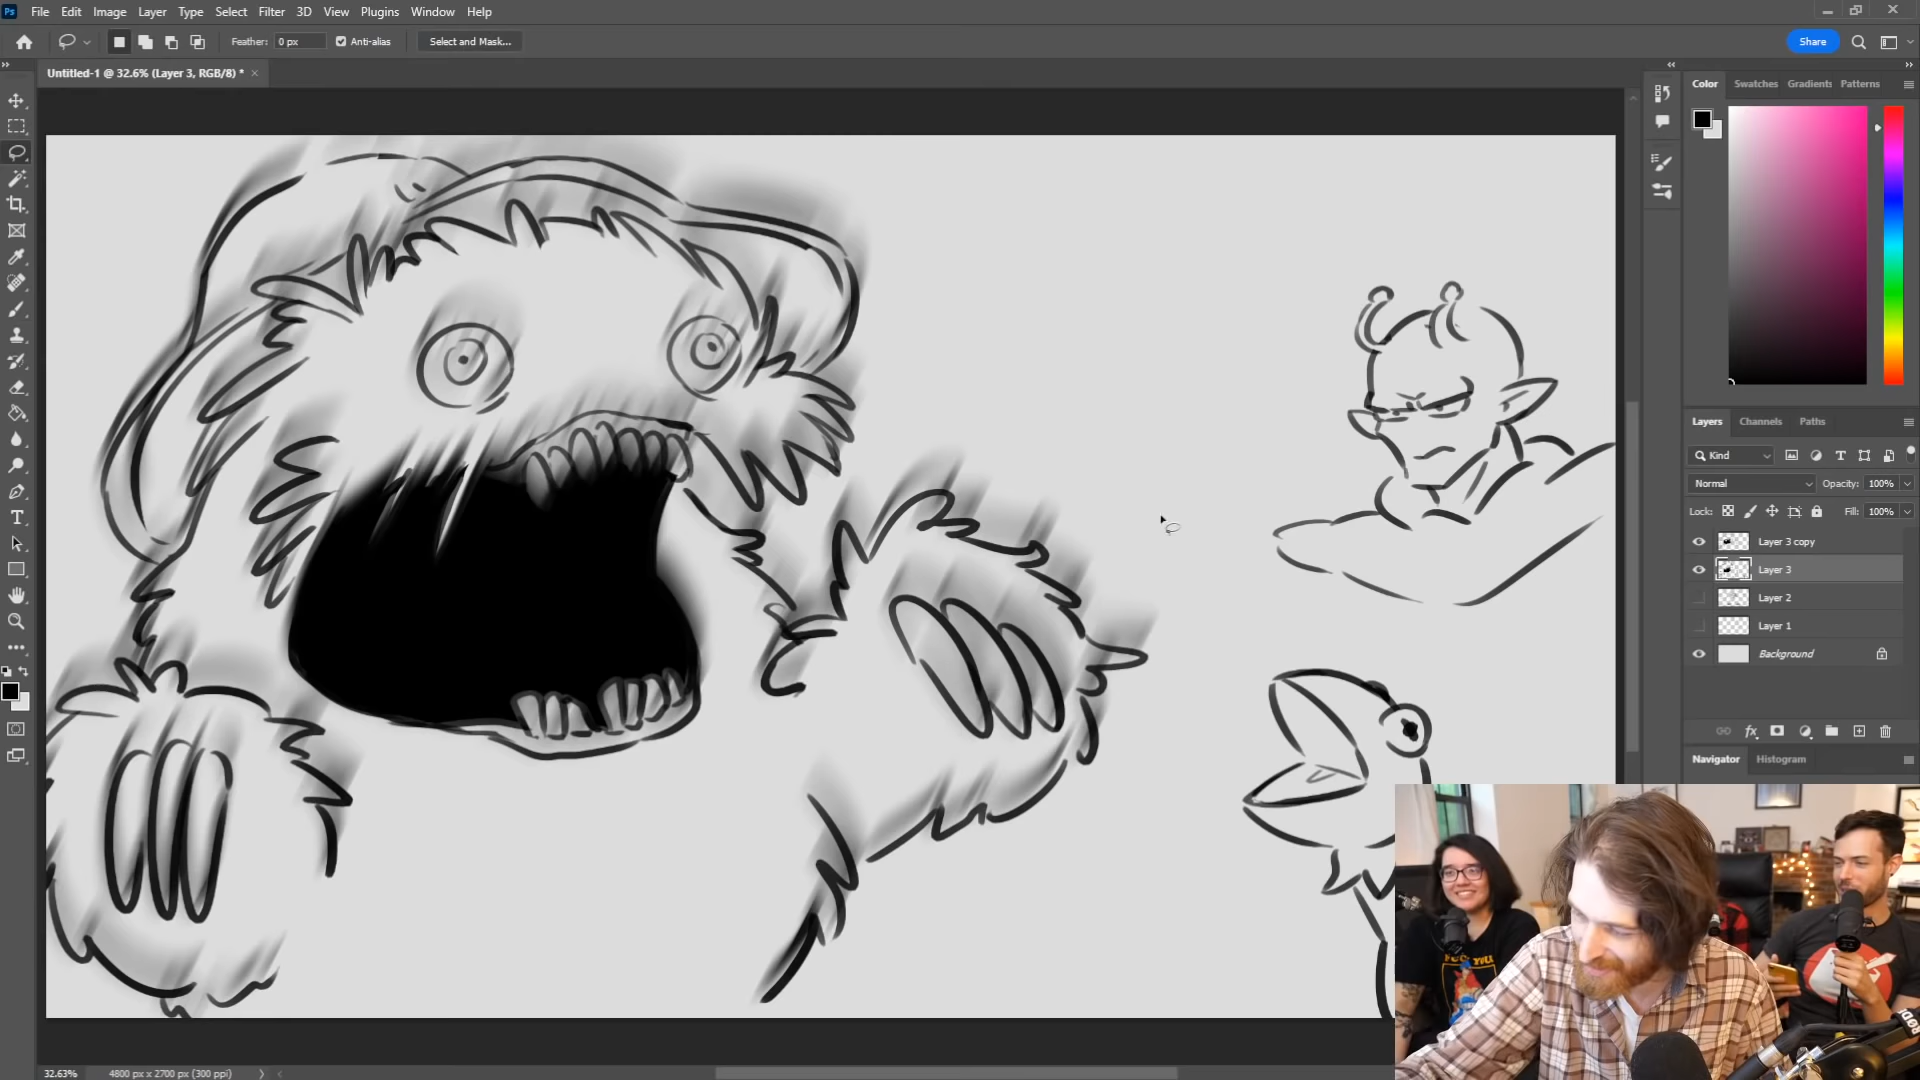 Ps File Edit Image Layer Type Select Filter 3D View Plugins Window Help
Feather: 0 px Anti-alias Select and Mask... Share
Untitled-1 @ 32.6% (Layer 3, RGB/8) *
Color Swatches Gradients Patterns
Layers Channels Paths
Kind
Normal Opacity: 100%
Lock: Fill: 100%
Layer 3 copy
Layer 3
Layer 2
Layer 1
Background
Navigator Histogram
RØDE
32.63% 4800 px x 2700 px (300 ppi)